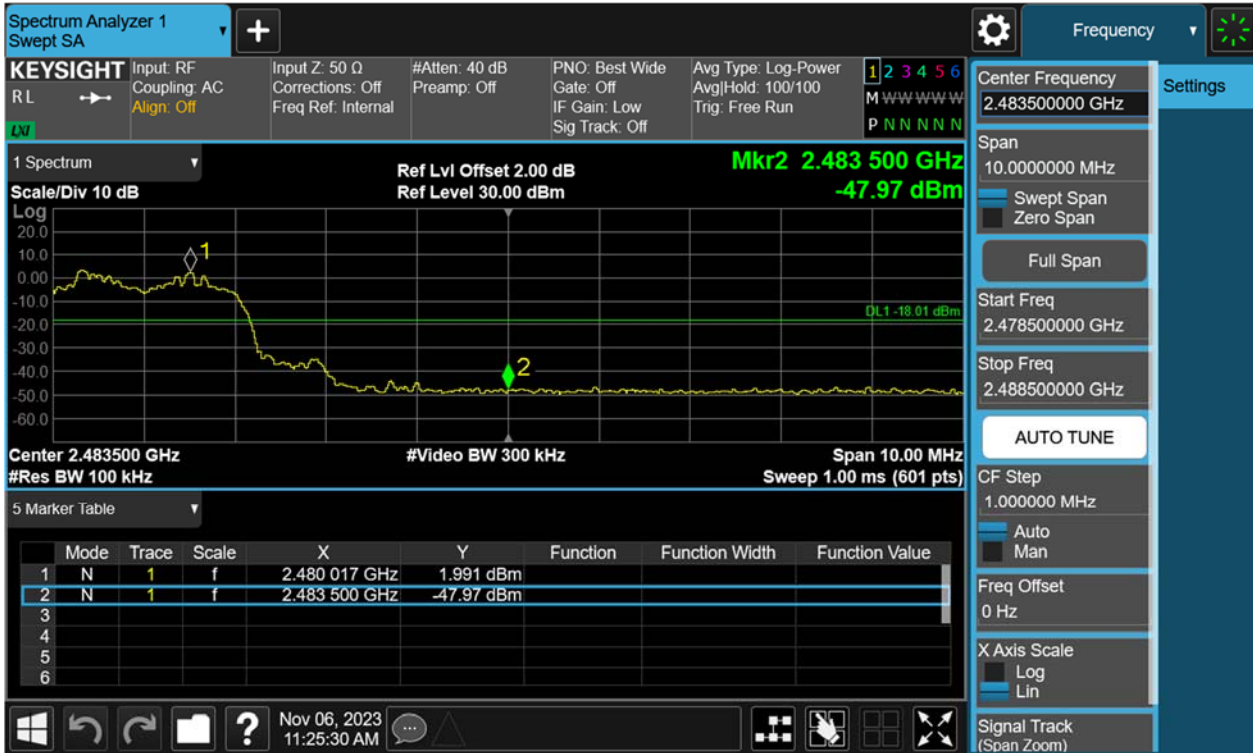 Spectrum Analyzer 1
Swept SA
+
Frequency
KEYSIGHT
RL
LXI
Input: RF
Coupling: AC
Align: Off
Input Z: 50 Ω
Corrections: Off
Freq Ref: Internal
#Atten: 40 dB
Preamp: Off
PNO: Best Wide
Gate: Off
IF Gain: Low
Sig Track: Off
Avg Type: Log-Power
Avg|Hold: 100/100
Trig: Free Run
1 2 3 4 5 6
M W W W W W
P N N N N N
1 Spectrum
Scale/Div 10 dB
Ref Lvl Offset 2.00 dB
Ref Level 30.00 dBm
Mkr2 2.483 500 GHz
-47.97 dBm
Log
20.0
10.0
0.00
-10.0
-20.0
-30.0
-40.0
-50.0
-60.0
1
2
DL1 -18.01 dBm
Center 2.483500 GHz
#Video BW 300 kHz
Span 10.00 MHz
#Res BW 100 kHz
Sweep 1.00 ms (601 pts)
5 Marker Table
Mode Trace Scale X Y Function Function Width Function Value
1 N 1 f 2.480 017 GHz 1.991 dBm
2 N 1 f 2.483 500 GHz -47.97 dBm
3
4
5
6
?
Nov 06, 2023
11:25:30 AM
Center Frequency
2.483500000 GHz
Span
10.0000000 MHz
Swept Span
Zero Span
Full Span
Start Freq
2.478500000 GHz
Stop Freq
2.488500000 GHz
AUTO TUNE
CF Step
1.000000 MHz
Auto
Man
Freq Offset
0 Hz
X Axis Scale
Log
Lin
Signal Track
(Span Zoom)
Settings